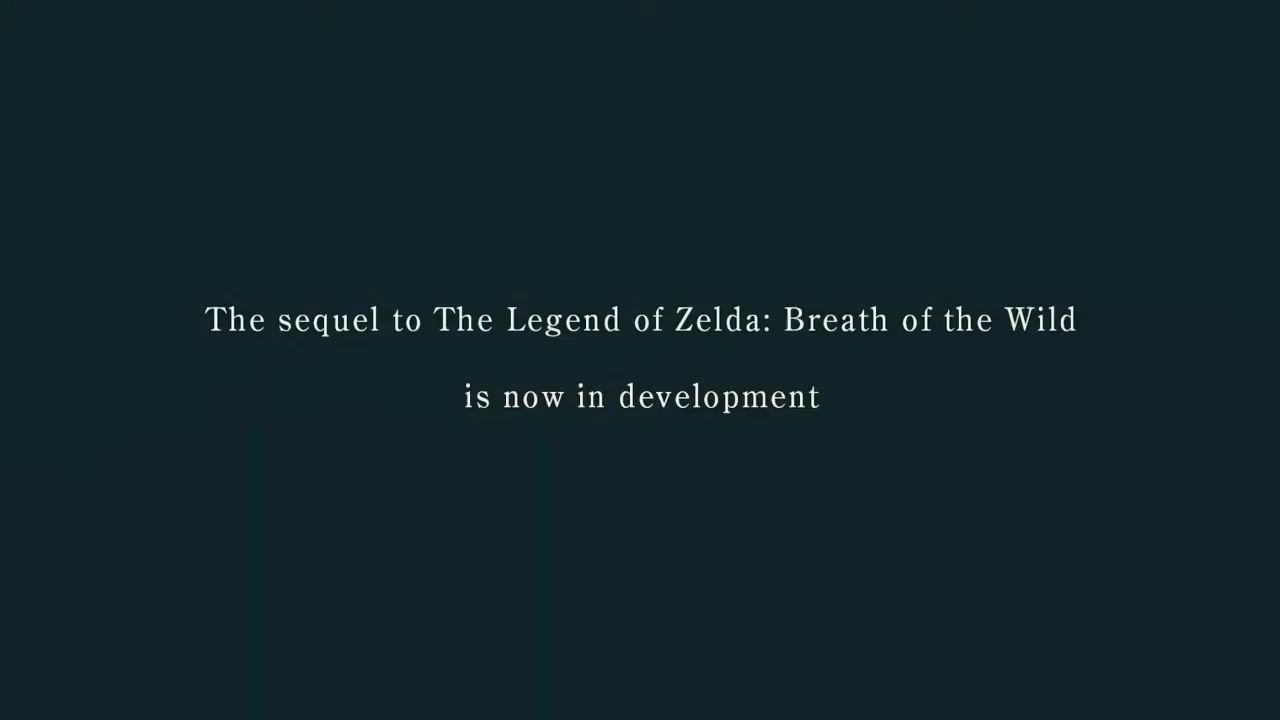 The sequel to The Legend of Zelda: Breath of the Wild
is now in development